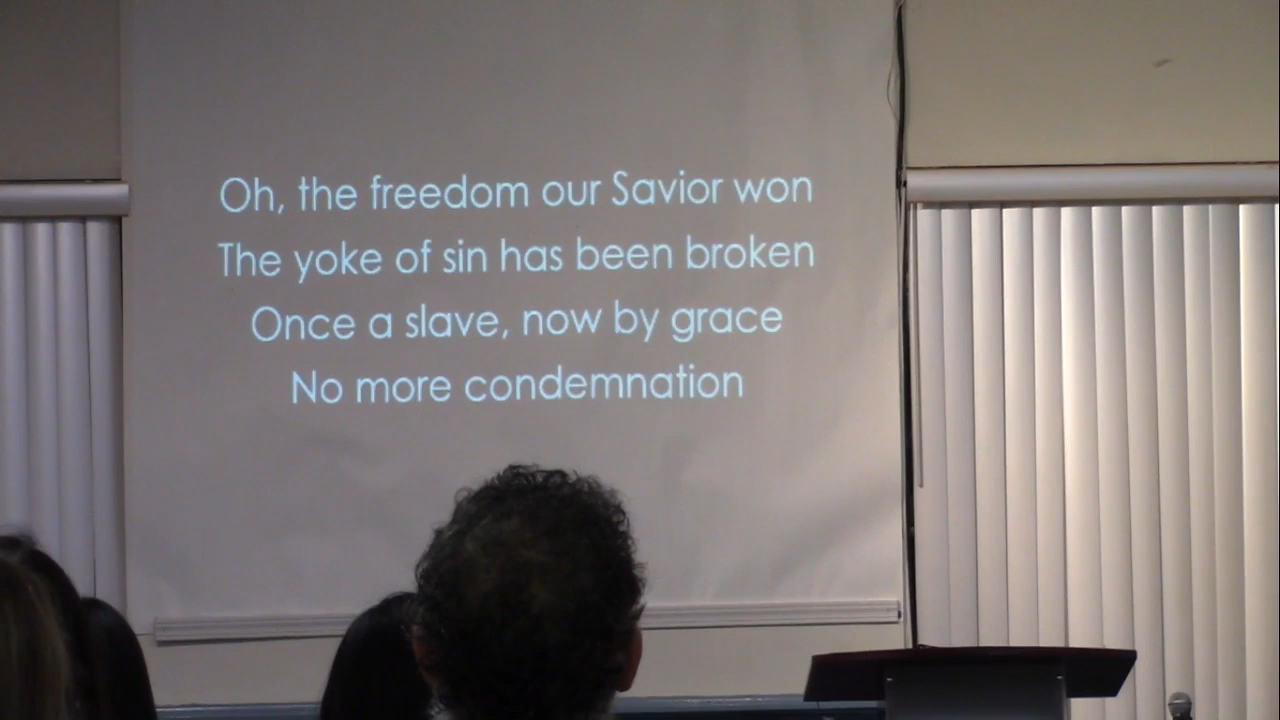 Oh, the freedom our Savior won
The yoke of sin has been broken
Once a slave, now by grace
No more condemnation